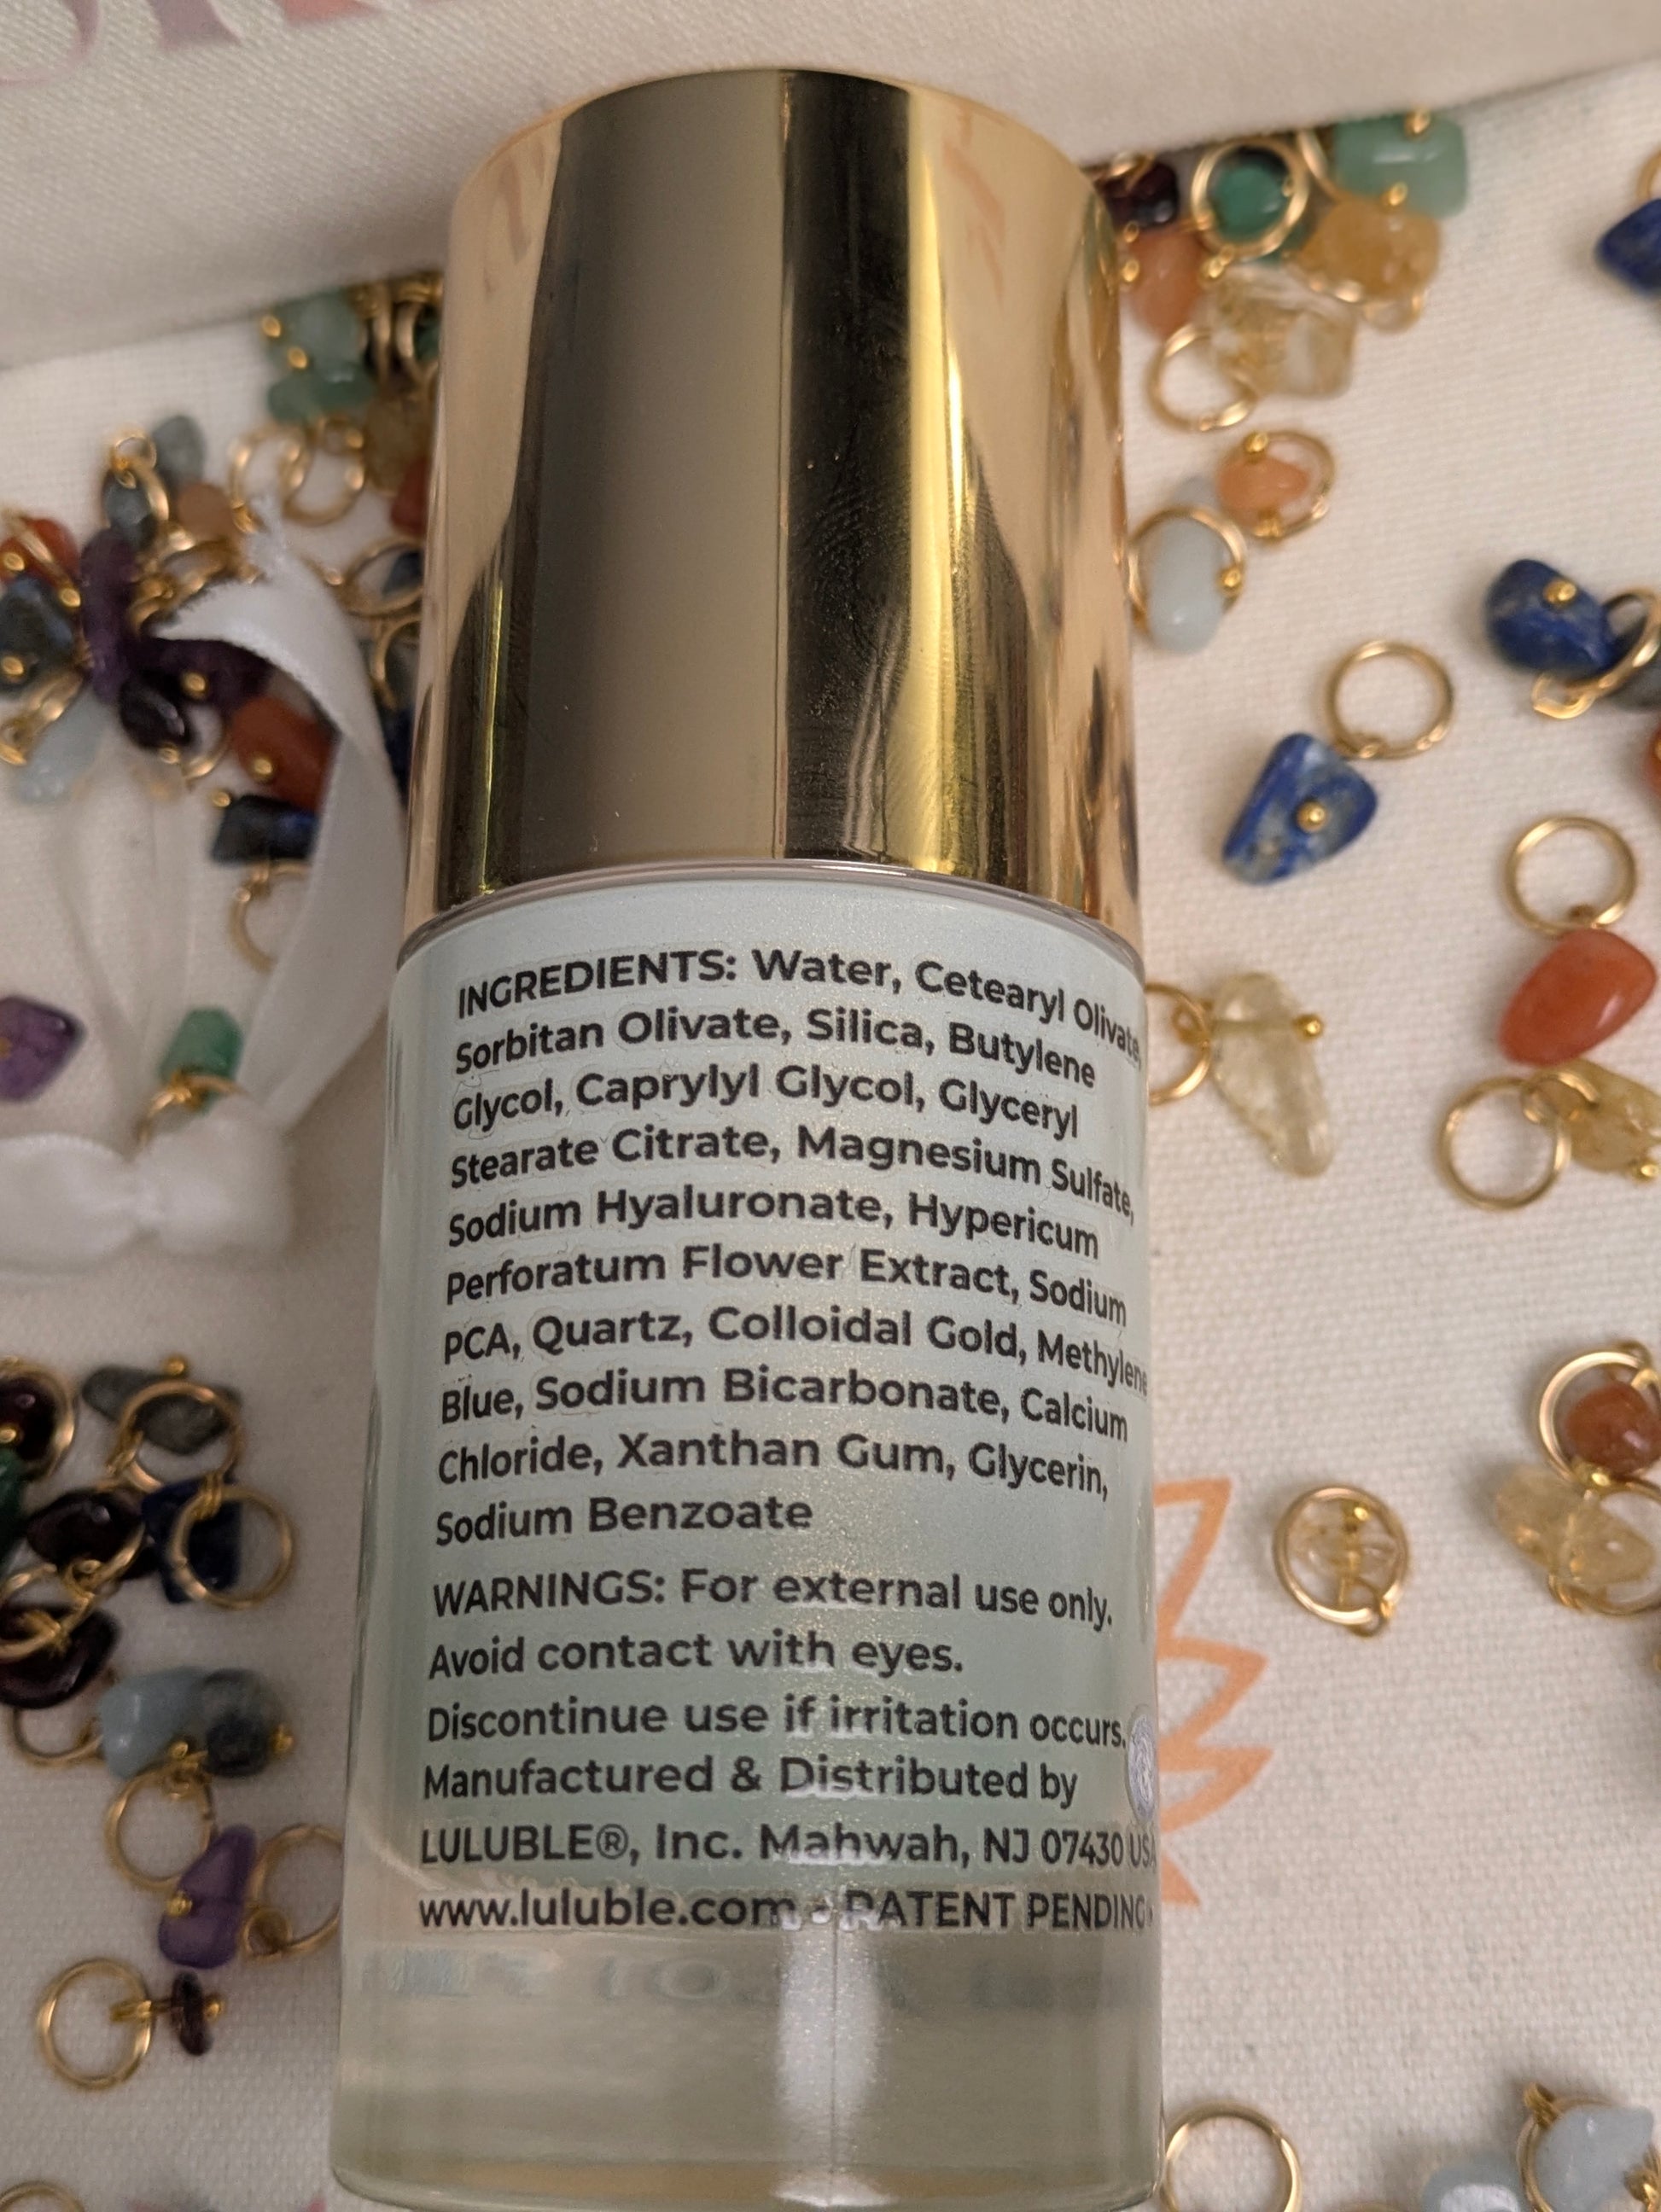 INGREDIENTS: Water, Cetearyl Olivate,
Sorbitan Olivate, Silica, Butylene
Glycol, Caprylyl Glycol, Glyceryl
Stearate Citrate, Magnesium Sulfate,
Sodium Hyaluronate, Hypericum
Perforatum Flower Extract, Sodium
PCA, Quartz, Colloidal Gold, Methylene
Blue, Sodium Bicarbonate, Calcium
Chloride, Xanthan Gum, Glycerin,
Sodium Benzoate
WARNINGS: For external use only.
Avoid contact with eyes.
Discontinue use if irritation occurs.
Manufactured & Distributed by
LULUBLE®, Inc. Mahwah, NJ 07430 USA
www.luluble.com - PATENT PENDING